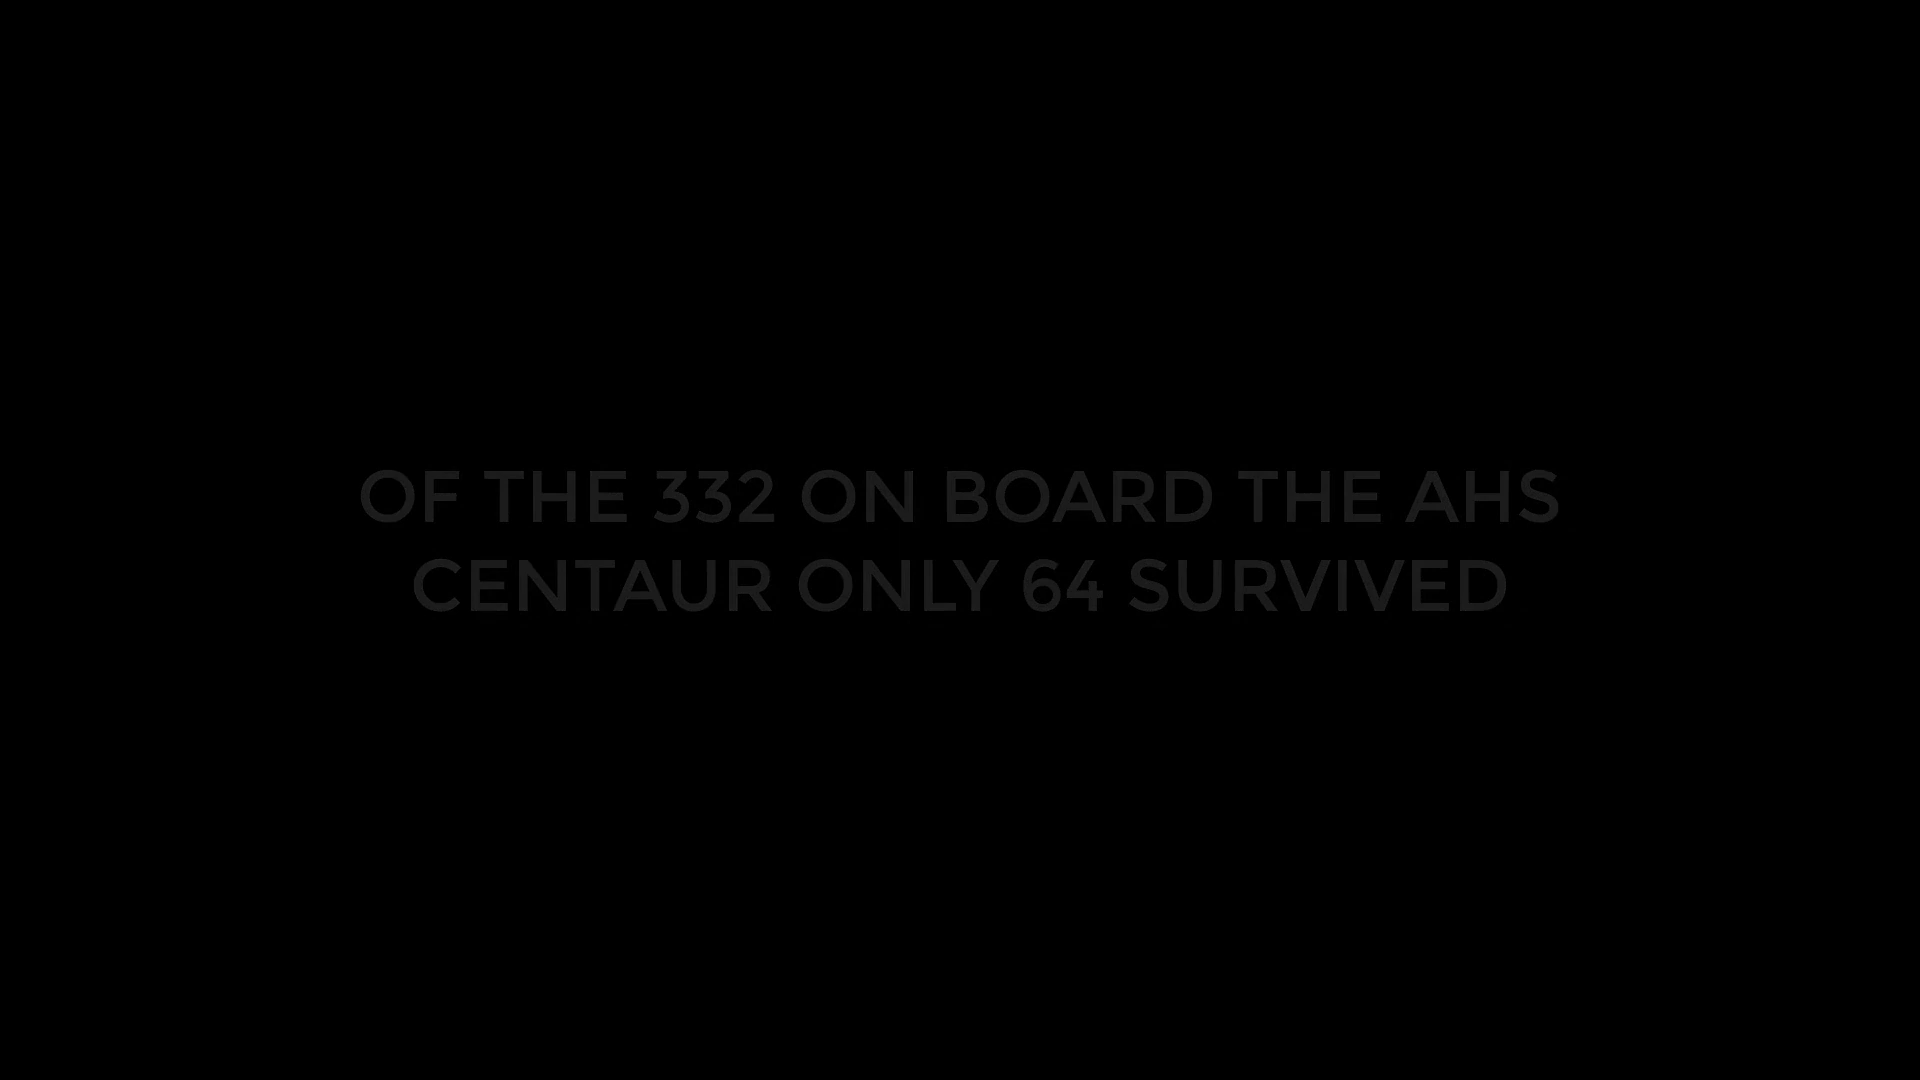 OF THE 332 ON BOARD THE AHS
CENTAUR ONLY 64 SURVIVED